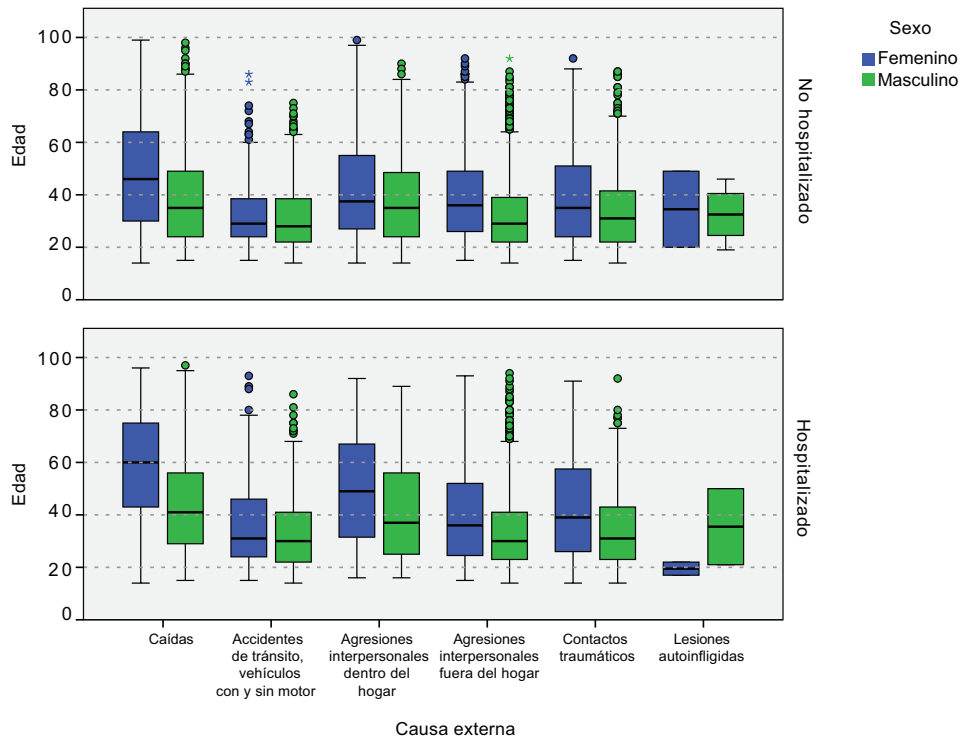 Sexo
Femenino
Masculino
100
80
60
40
20
0
Edad
No hospitalizado
100
80
60
40
20
0
Edad
Hospitalizado
Caídas
Accidentes
de tránsito,
vehículos
con y sin motor
Agresiones
interpersonales
dentro del
hogar
Agresiones
interpersonales
fuera del hogar
Contactos
traumáticos
Lesiones
autoinfligidas
Causa externa